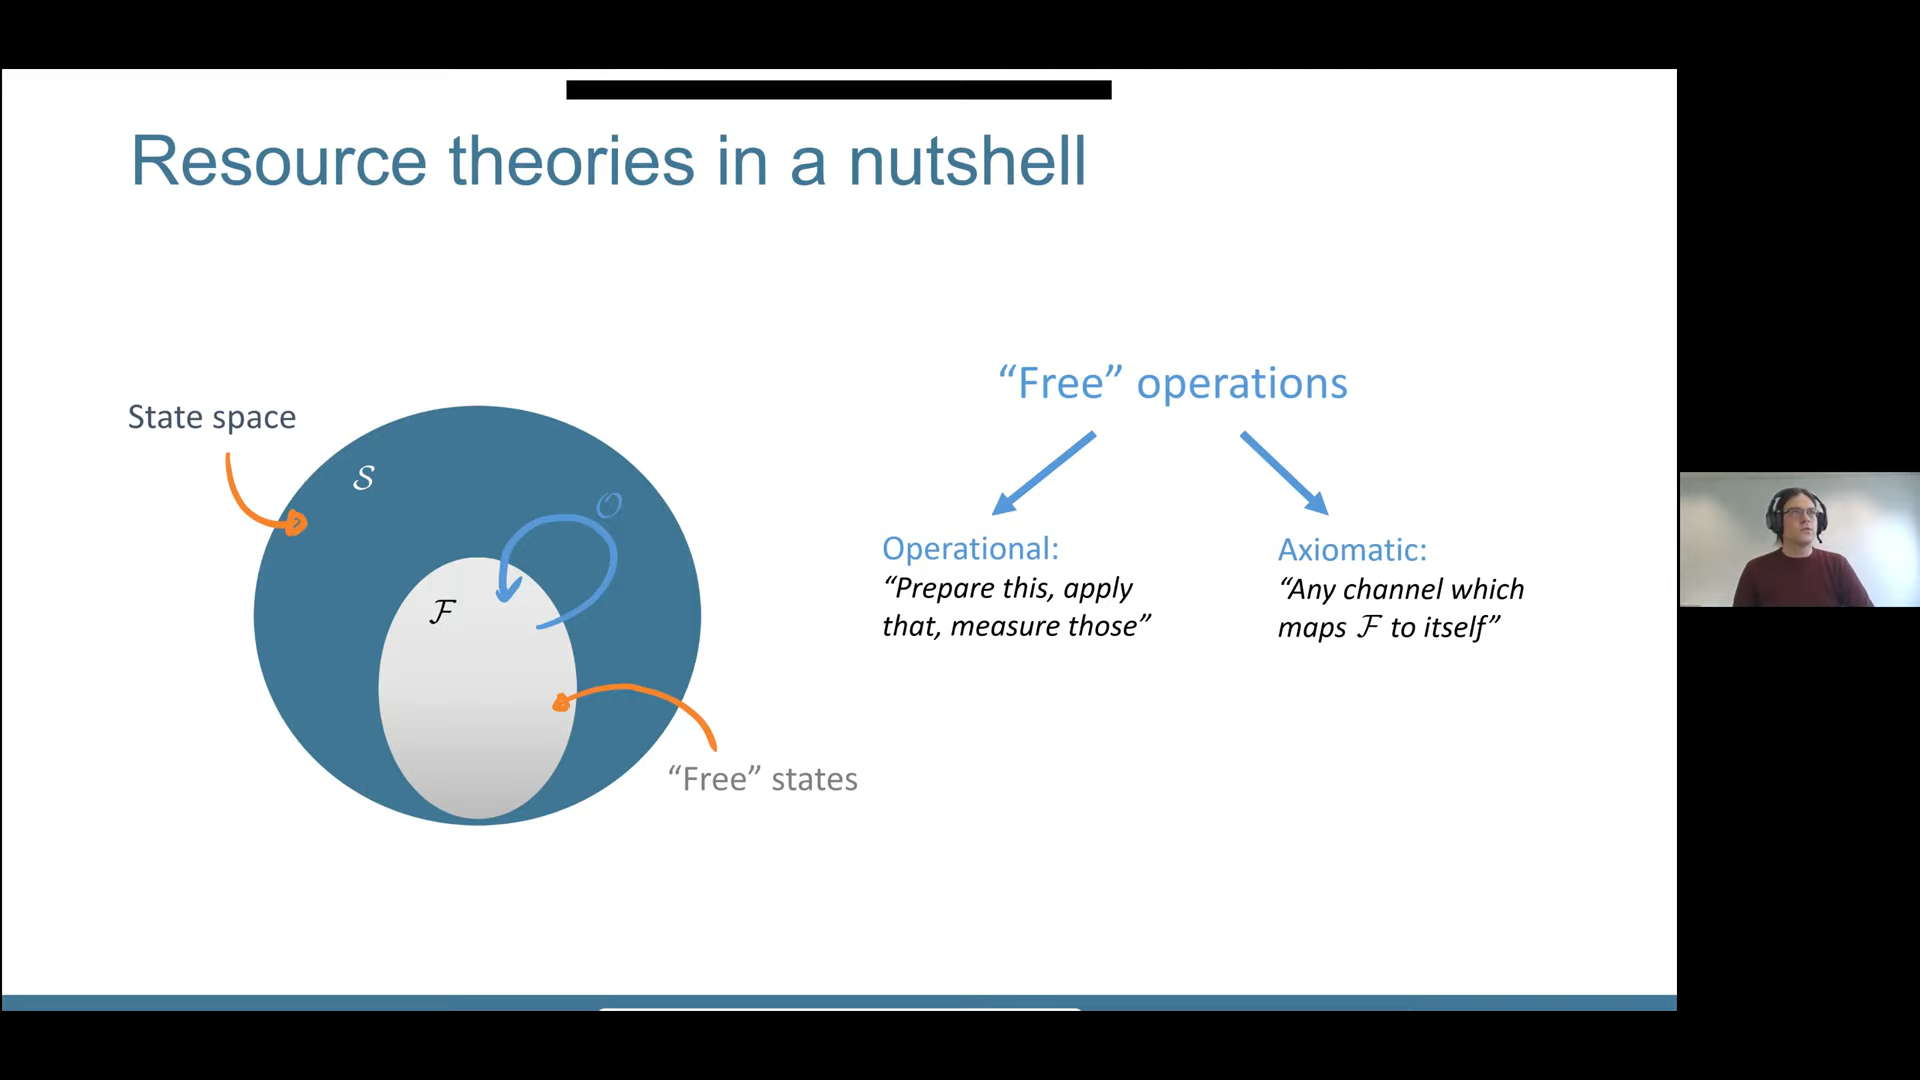 Resource theories in a nutshell
State space
𝒮
𝒪
ℱ
“Free” states
“Free” operations
Operational:
“Prepare this, apply
that, measure those”
Axiomatic:
“Any channel which
maps ℱ to itself”